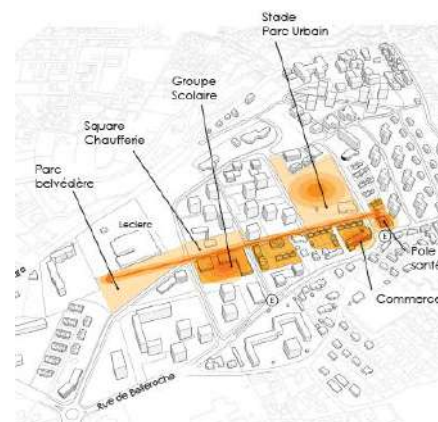 Stade
Parc Urbain
Groupe
Scolaire
Square
Chaufferie
Parc
belvédère
Leclerc
E
Pole
santé
Commerce
E
Rue de Belleroche